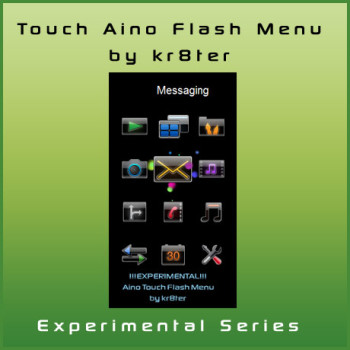 Touch Aino Flash Menu
by kr8ter
Messaging
30
!!!EXPERIMENTAL!!!
Aino Touch Flash Menu
by kr8ter
Experimental Series